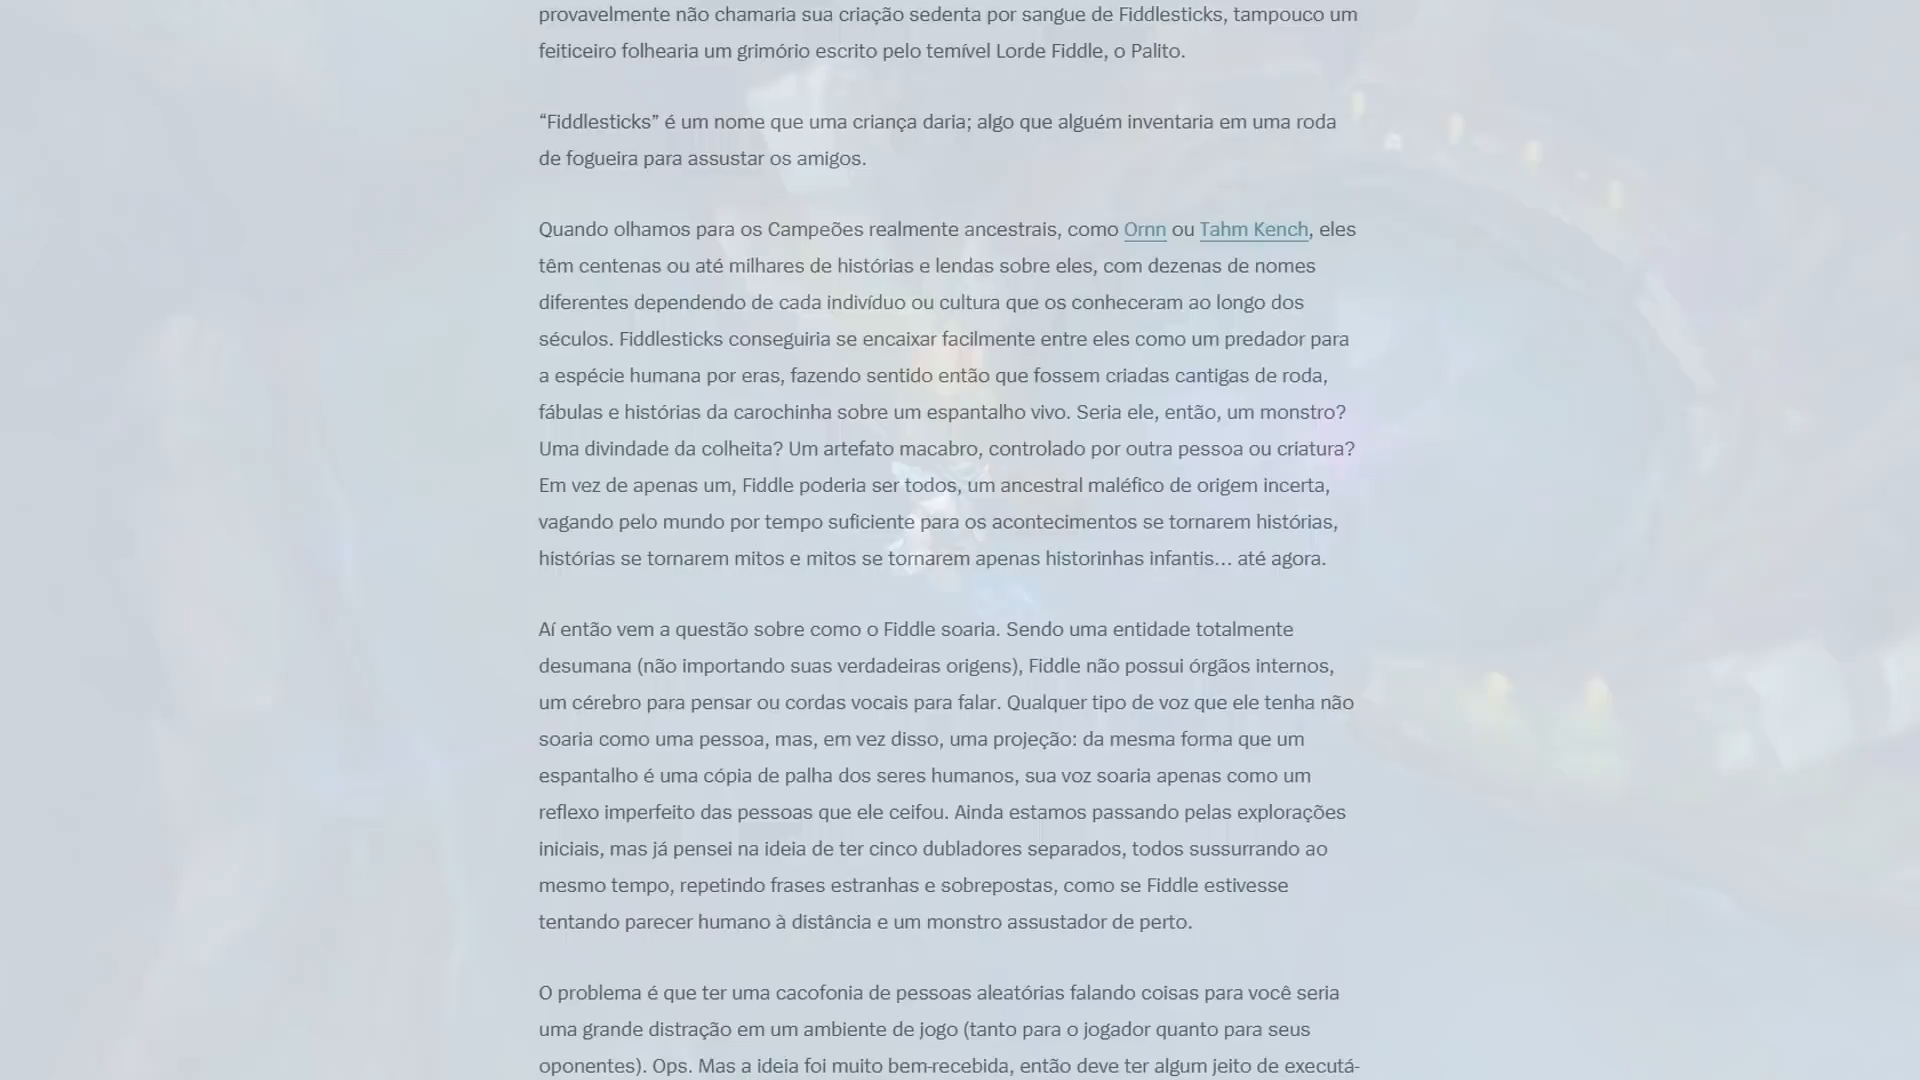 provavelmente não chamaria sua criação sedenta por sangue de Fiddlesticks, tampouco um
feiticeiro folhearia um grimório escrito pelo temível Lorde Fiddle, o Palito.
“Fiddlesticks” é um nome que uma criança daria; algo que alguém inventaria em uma roda
de fogueira para assustar os amigos.
Quando olhamos para os Campeões realmente ancestrais, como Ornn ou Tahm Kench, eles
têm centenas ou até milhares de histórias e lendas sobre eles, com dezenas de nomes
diferentes dependendo de cada indivíduo ou cultura que os conheceram ao longo dos
séculos. Fiddlesticks conseguiria se encaixar facilmente entre eles como um predador para
a espécie humana por eras, fazendo sentido então que fossem criadas cantigas de roda,
fábulas e histórias da carochinha sobre um espantalho vivo. Seria ele, então, um monstro?
Uma divindade da colheita? Um artefato macabro, controlado por outra pessoa ou criatura?
Em vez de apenas um, Fiddle poderia ser todos, um ancestral maléfico de origem incerta,
vagando pelo mundo por tempo suficiente para os acontecimentos se tornarem histórias,
histórias se tornarem mitos e mitos se tornarem apenas historinhas infantis… até agora.
Aí então vem a questão sobre como o Fiddle soaria. Sendo uma entidade totalmente
desumana (não importando suas verdadeiras origens), Fiddle não possui órgãos internos,
um cérebro para pensar ou cordas vocais para falar. Qualquer tipo de voz que ele tenha não
soaria como uma pessoa, mas, em vez disso, uma projeção: da mesma forma que um
espantalho é uma cópia de palha dos seres humanos, sua voz soaria apenas como um
reflexo imperfeito das pessoas que ele ceifou. Ainda estamos passando pelas explorações
iniciais, mas já pensei na ideia de ter cinco dubladores separados, todos sussurrando ao
mesmo tempo, repetindo frases estranhas e sobrepostas, como se Fiddle estivesse
tentando parecer humano à distância e um monstro assustador de perto.
O problema é que ter uma cacofonia de pessoas aleatórias falando coisas para você seria
uma grande distração em um ambiente de jogo (tanto para o jogador quanto para seus
oponentes). Ops. Mas a ideia foi muito bem-recebida, então deve ter algum jeito de executá-